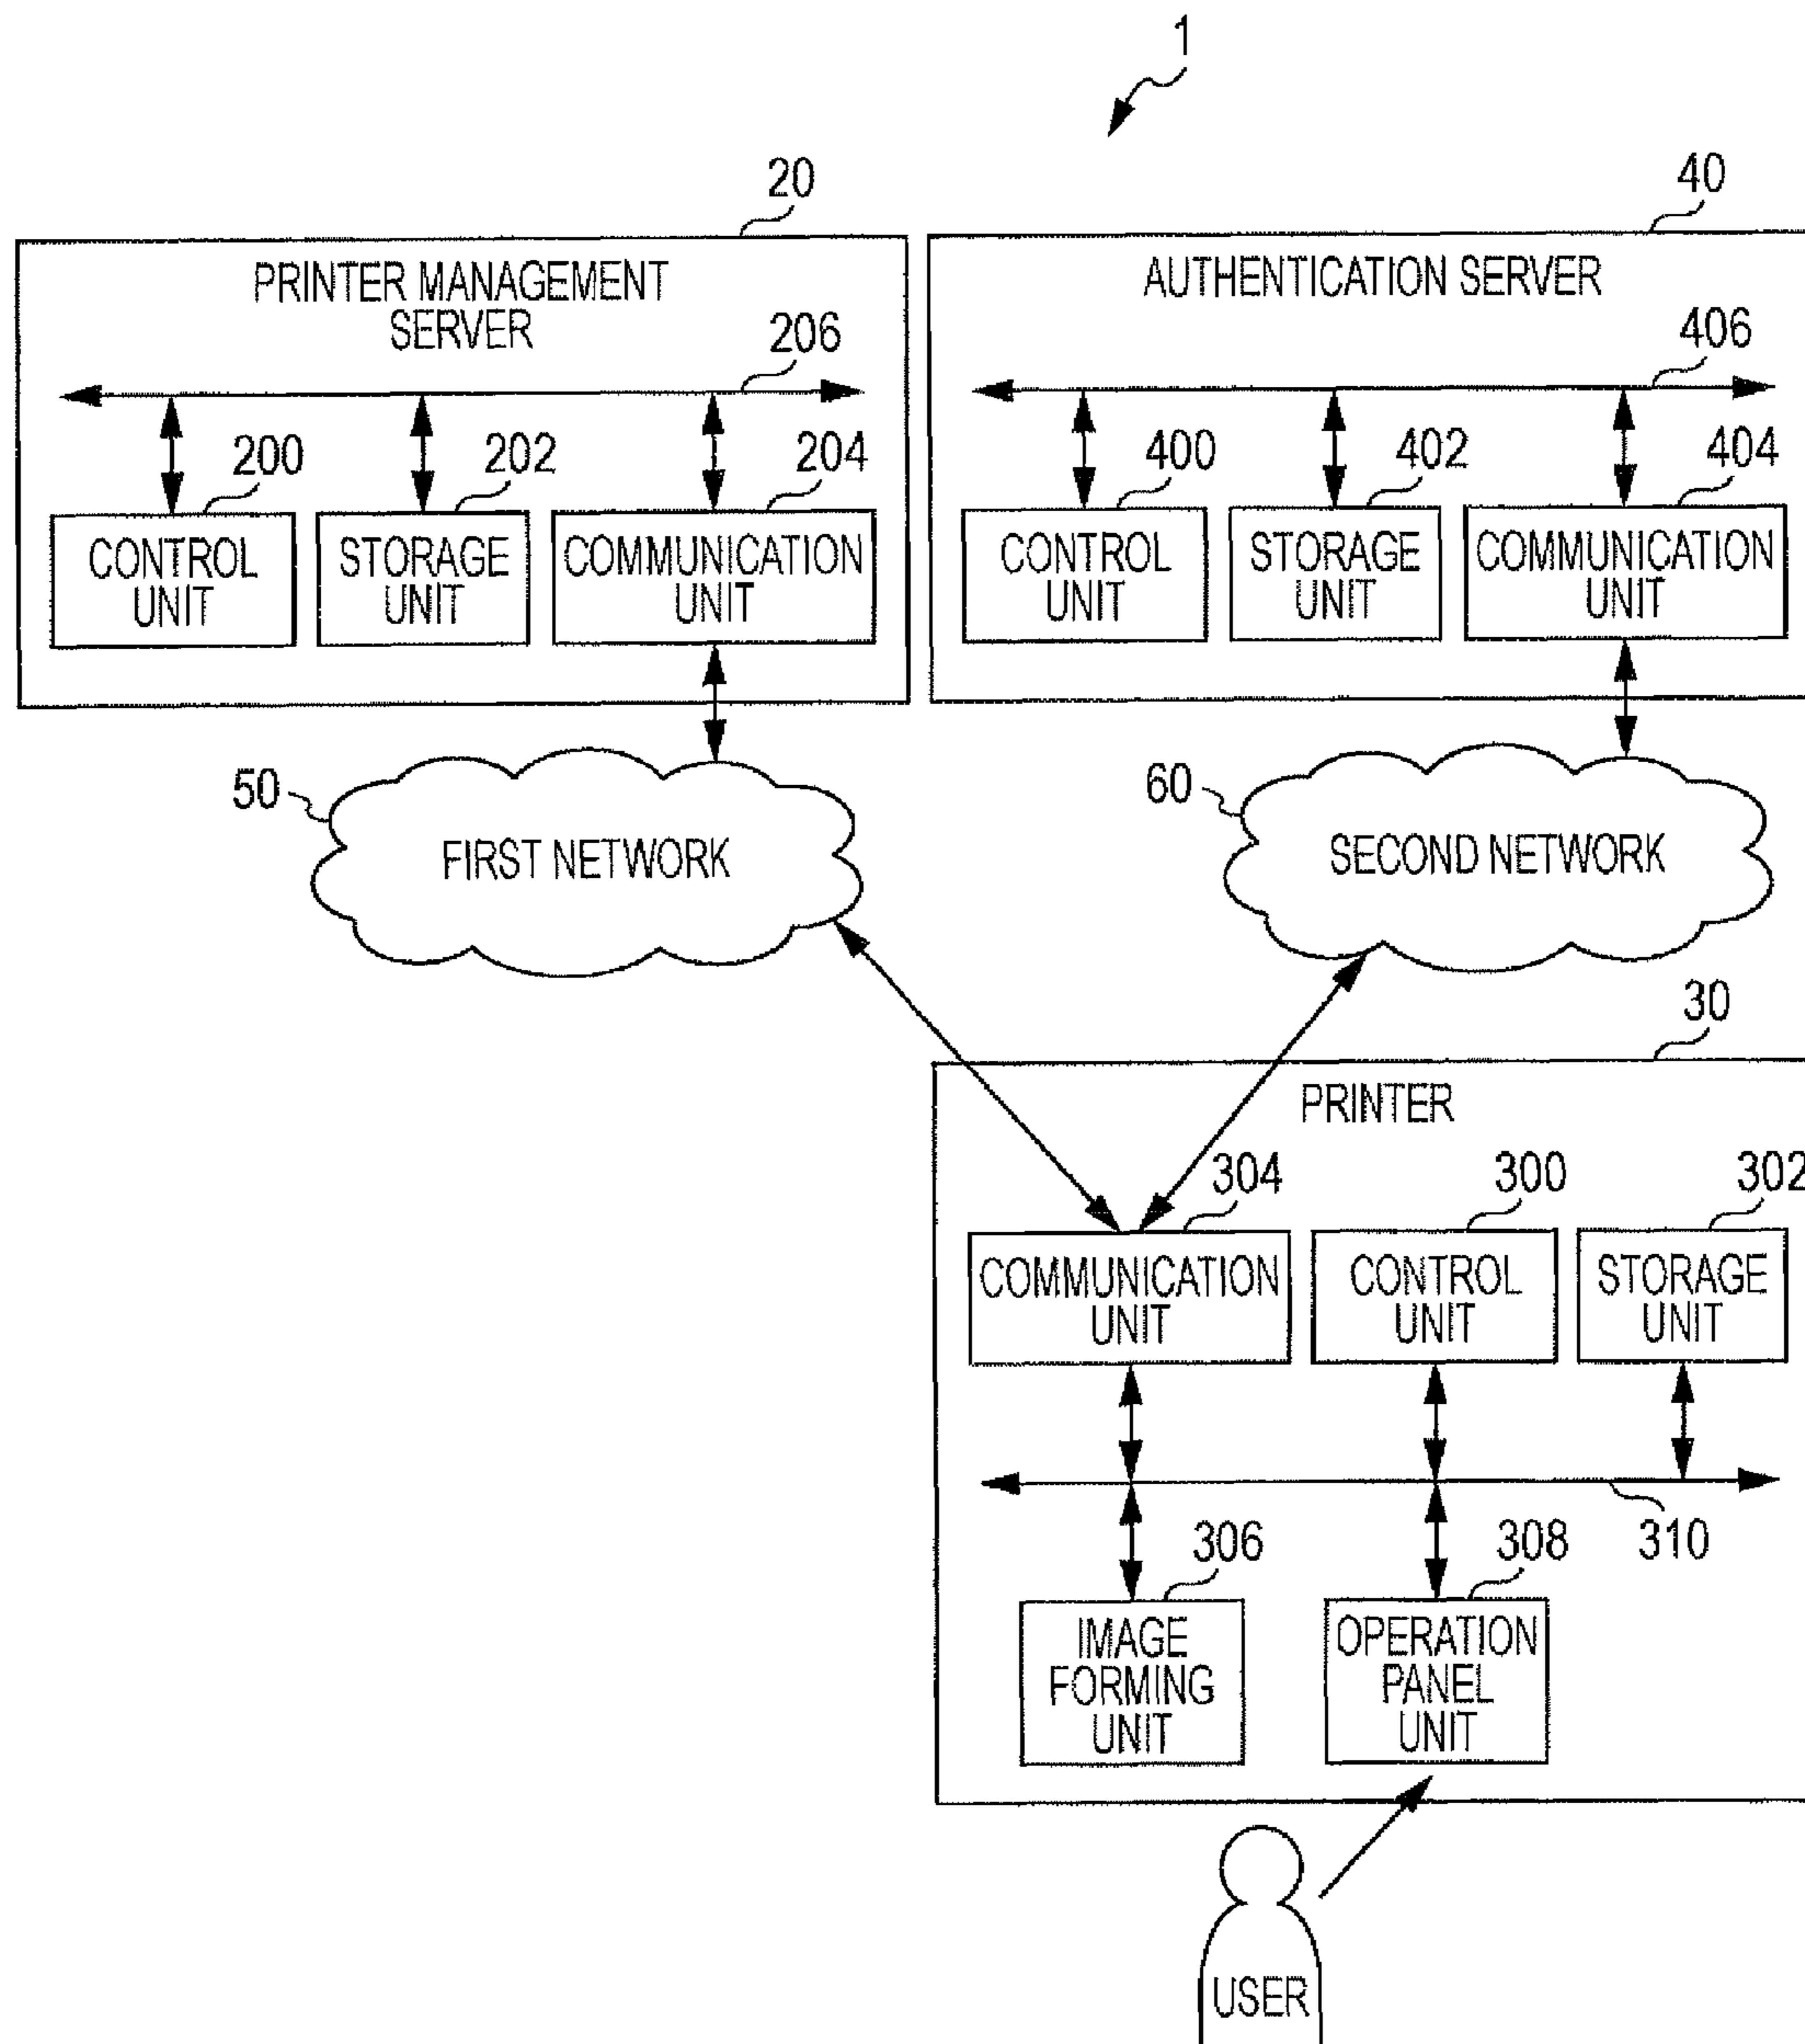 1
20
40
PRINTER MANAGEMENT
SERVER
AUTHENTICATION SERVER
206
406
200
202
204
400
402
404
CONTROL
UNIT
STORAGE
UNIT
COMMUNICATION
UNIT
CONTROL
UNIT
STORAGE
UNIT
COMMUNICATION
UNIT
50
FIRST NETWORK
60
SECOND NETWORK
30
PRINTER
304
300
302
COMMUNICATION
UNIT
CONTROL
UNIT
STORAGE
UNIT
310
306
308
IMAGE
FORMING
UNIT
OPERATION
PANEL
UNIT
USER